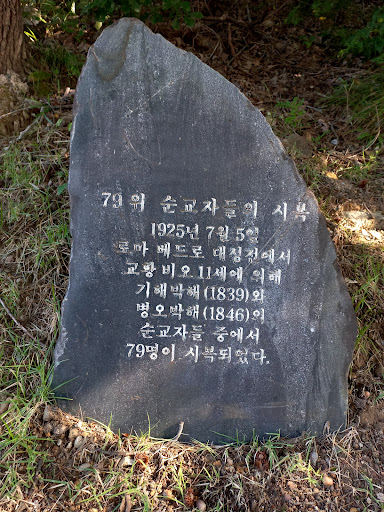 79위 순교자들의 시복
1925년 7월 5일
로마 베드로 대성전에서
교황 비오 11세에 의해
기해박해 (1839)와
병오박해 (1846)의
순교자들 중에서
79명이 시복되었다.